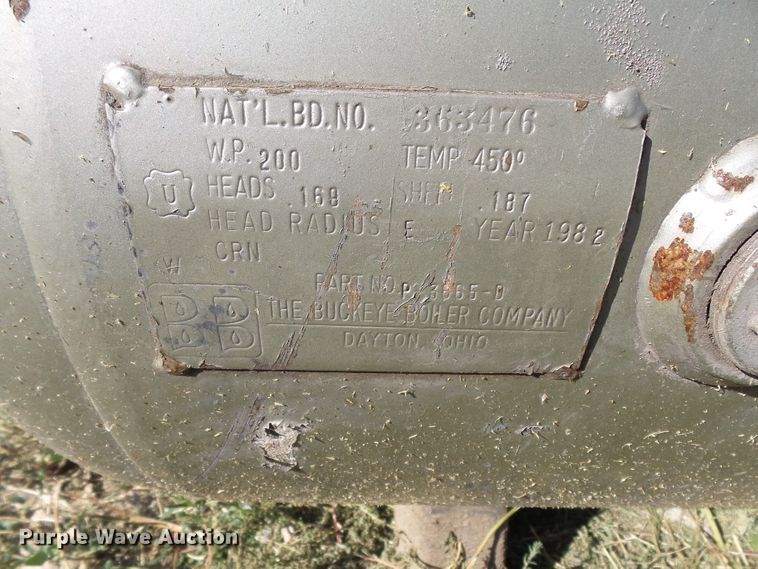 NAT'L.BD.NO. 363476
W.P. 200 TEMP 450°
U HEADS .168 SHELL .187
HEAD RADIUS E YEAR 1982
CRN
W
PART NO.
THE BUCKEYE BOILER COMPANY
DAYTON, OHIO
Purple Wave Auction